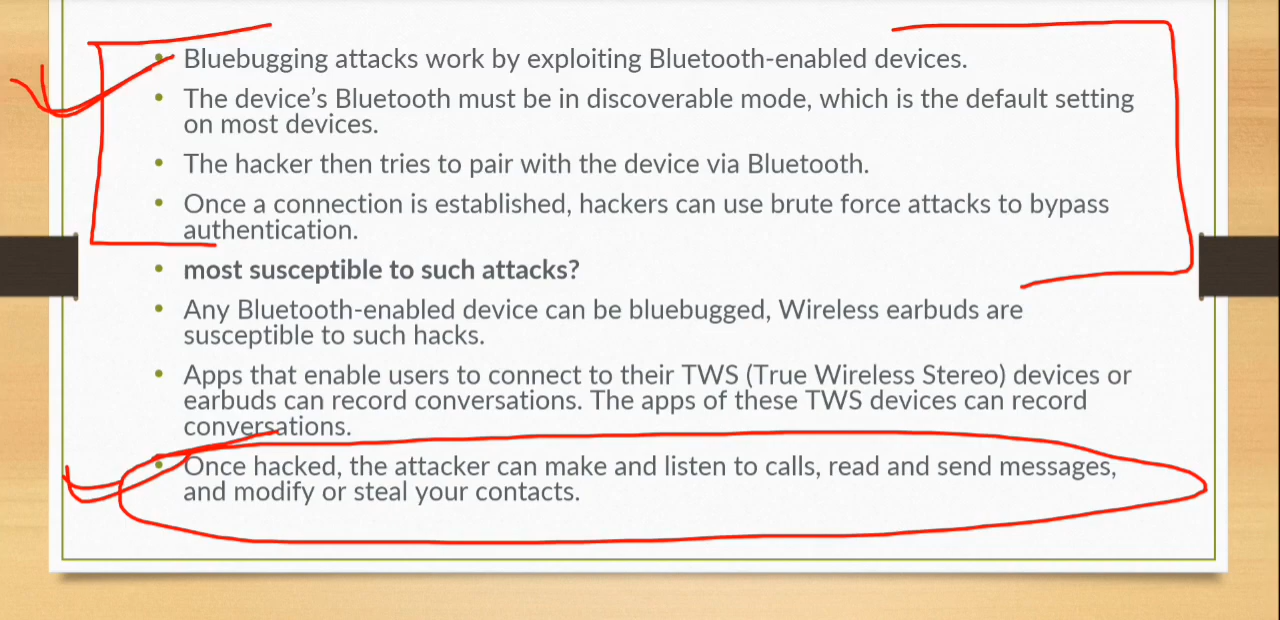 • Bluebugging attacks work by exploiting Bluetooth-enabled devices.
• The device’s Bluetooth must be in discoverable mode, which is the default setting
on most devices.
• The hacker then tries to pair with the device via Bluetooth.
• Once a connection is established, hackers can use brute force attacks to bypass
authentication.
• most susceptible to such attacks?
• Any Bluetooth-enabled device can be bluebugged, Wireless earbuds are
susceptible to such hacks.
• Apps that enable users to connect to their TWS (True Wireless Stereo) devices or
earbuds can record conversations. The apps of these TWS devices can record
conversations.
• Once hacked, the attacker can make and listen to calls, read and send messages,
and modify or steal your contacts.